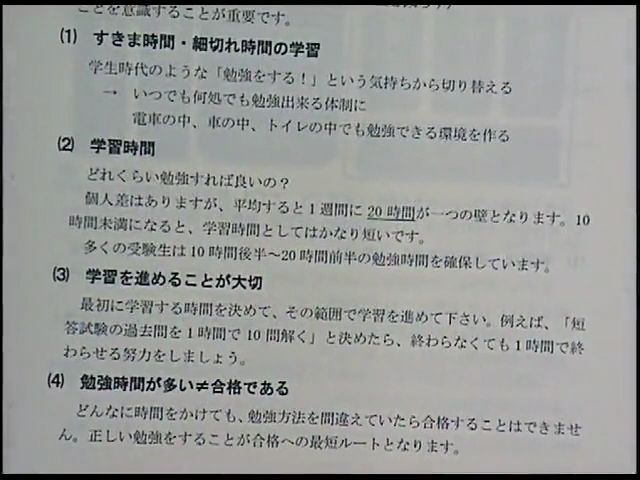 ことを意識することが重要です。
(1) すきま時間・細切れ時間の学習
学生時代のような「勉強をする！」という気持ちから切り替える
→ いつでも何処でも勉強出来る体制に
電車の中、車の中、トイレの中でも勉強できる環境を作る
(2) 学習時間
どれくらい勉強すれば良いの？
個人差はありますが、平均すると1週間に20時間が一つの壁となります。10
時間未満になると、学習時間としてはかなり短いです。
多くの受験生は10時間後半～20時間前半の勉強時間を確保しています。
(3) 学習を進めることが大切
最初に学習する時間を決めて、その範囲で学習を進めて下さい。例えば、「短
答試験の過去問を1時間で10問解く」と決めたら、終わらなくても1時間で終
わらせる努力をしましょう。
(4) 勉強時間が多い≠合格である
どんなに時間をかけても、勉強方法を間違えていたら合格することはできませ
ん。正しい勉強をすることが合格への最短ルートとなります。